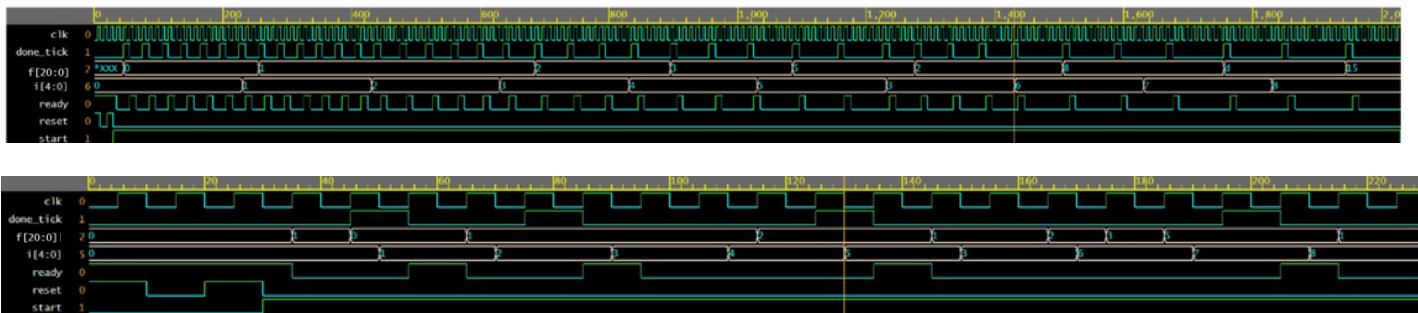 0 200 400 600 800 1,000 1,200 1,400 1,600 1,800 2,0
clk 0
done_tick 1
f[20:0] 2 *xxx 0 1 2 3 5 2 8 d 15
i[4:0] 6 0 1 2 3 4 5 3 6 7 8
ready 0
reset 0
start 1
0 20 40 60 80 100 120 140 160 180 200 220
clk 0
done_tick 1
f[20:0] 2 0 1 0 1 2 1 2 3 5 1
i[4:0] 5 0 1 2 3 4 5 3 6 7 8
ready 0
reset 0
start 1